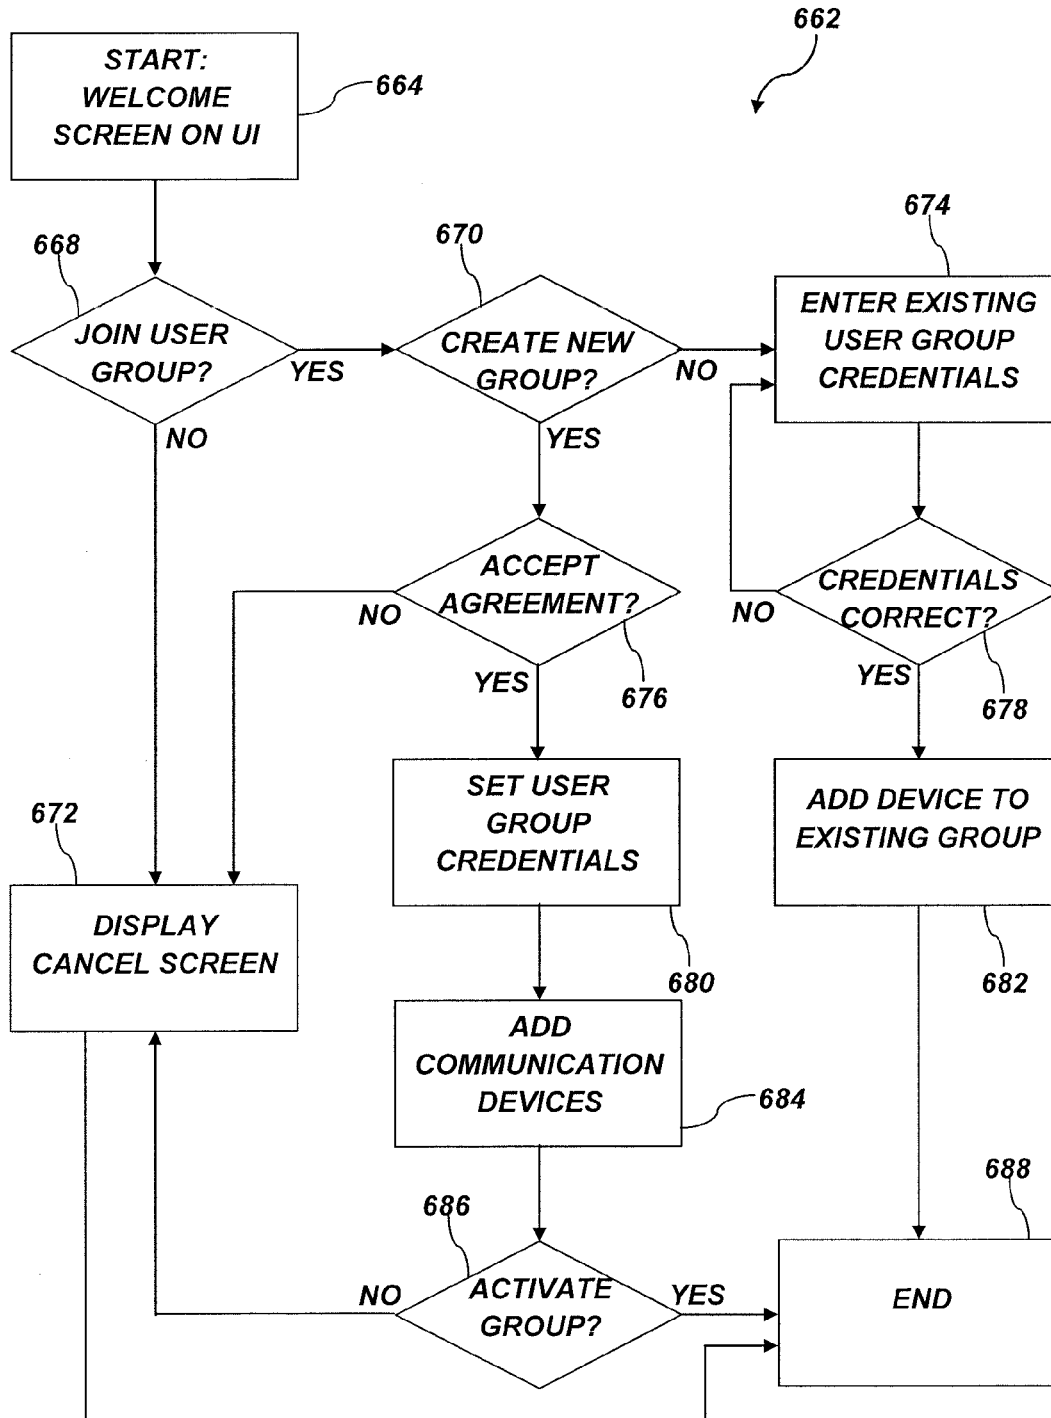 662
START:
WELCOME
SCREEN ON UI
664
668
JOIN USER
GROUP?
YES
NO
670
CREATE NEW
GROUP?
NO
YES
674
ENTER EXISTING
USER GROUP
CREDENTIALS
ACCEPT
AGREEMENT?
NO
YES
676
CREDENTIALS
CORRECT?
NO
YES
678
672
DISPLAY
CANCEL SCREEN
SET USER
GROUP
CREDENTIALS
680
ADD DEVICE TO
EXISTING GROUP
682
ADD
COMMUNICATION
DEVICES
684
686
ACTIVATE
GROUP?
NO
YES
688
END